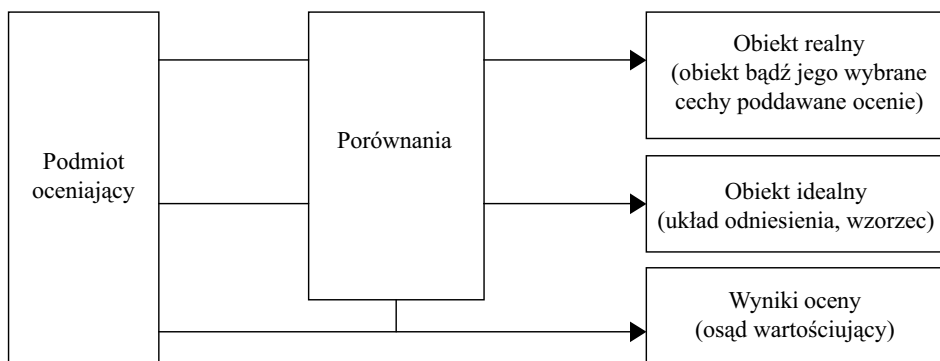 Podmiot
oceniający
Porównania
Obiekt realny
(obiekt bądź jego wybrane
cechy poddawane ocenie)
Obiekt idealny
(układ odniesienia, wzorzec)
Wyniki oceny
(osąd wartościujący)